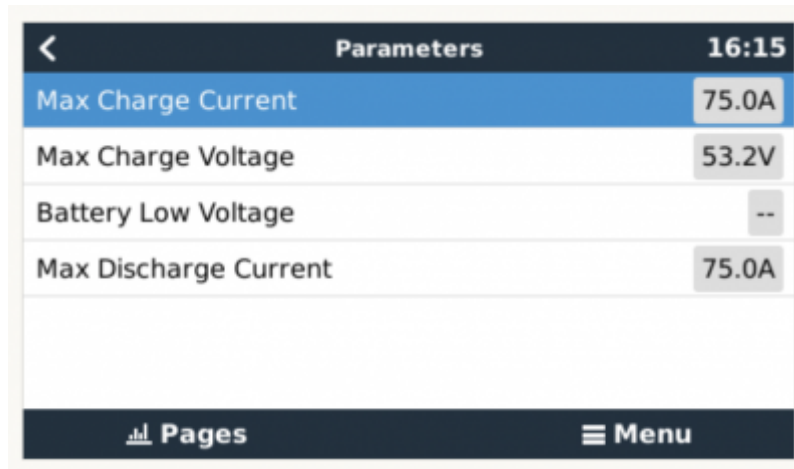 Parameters 16:15
Max Charge Current 75.0A
Max Charge Voltage 53.2V
Battery Low Voltage --
Max Discharge Current 75.0A
Pages Menu